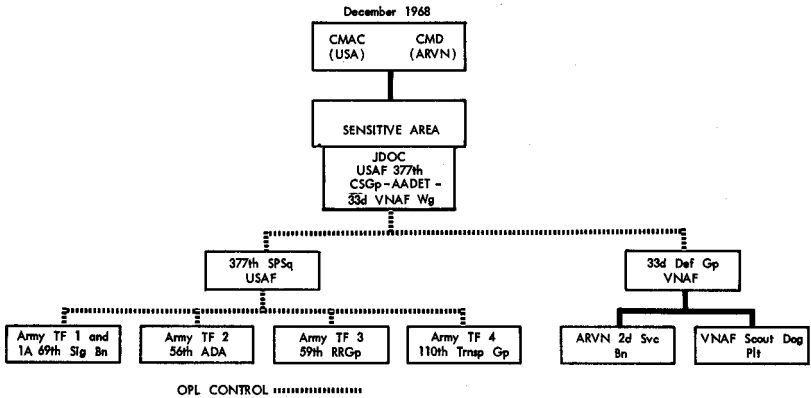 December 1968
CMAC CMD
(USA) (ARVN)
SENSITIVE AREA
JDOC
USAF 377th
CSGp-AADET-
33d VNAF Wg
377th SPSq
USAF
33d Def Gp
VNAF
Army TF 1 and
1A 69th Sig Bn
Army TF 2
56th ADA
Army TF 3
59th RRGp
Army TF 4
110th Trnsp Gp
ARVN 2d Svc
Bn
VNAF Scout Dog
Plt
OPL CONTROL